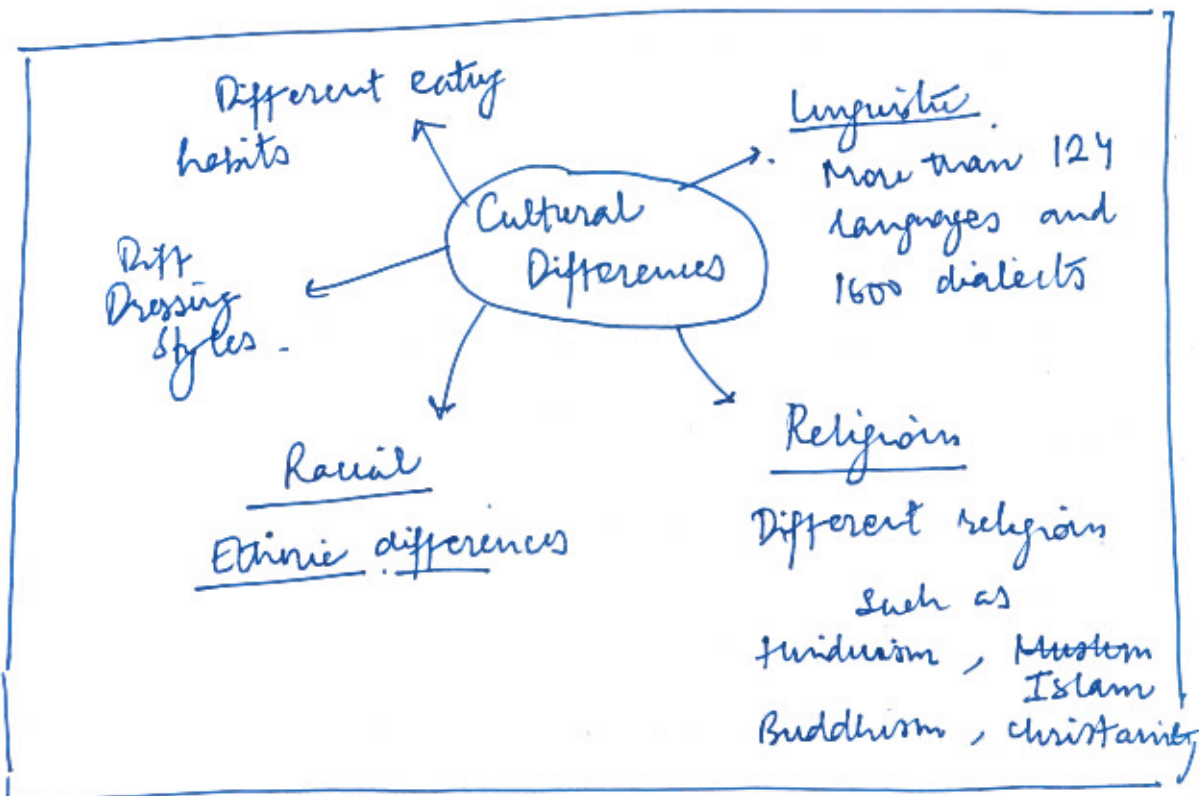 Different eating
habits
Cultural
Differences
Linguistic
More than 124
languages and
1600 dialects
Diff
Dressing
Styles.
Racial
Ethnic differences
Religions
Different religions
such as
Hinduism, Muslim
Islam
Buddhism, Christanity